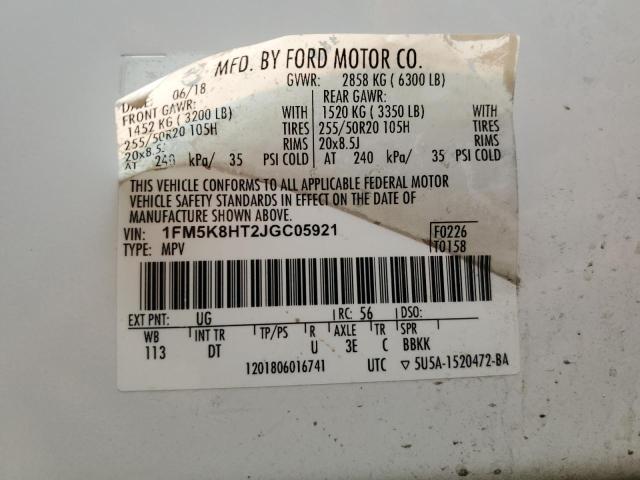 MFD. BY FORD MOTOR CO.
DATE: 06/18 GVWR: 2858 KG ( 6300 LB)
FRONT GAWR: REAR GAWR:
1452 KG ( 3200 LB) WITH 1520 KG ( 3350 LB) WITH
255/50R20 105H TIRES 255/50R20 105H TIRES
20x8.5J RIMS 20x8.5J RIMS
AT 240 kPa/ 35 PSI COLD AT 240 kPa/ 35 PSI COLD
THIS VEHICLE CONFORMS TO ALL APPLICABLE FEDERAL MOTOR
VEHICLE SAFETY STANDARDS IN EFFECT ON THE DATE OF
MANUFACTURE SHOWN ABOVE.
VIN: 1FM5K8HT2JGC05921 F0226
TYPE: MPV T0158
EXT PNT: UG RC: 56 DSO:
WB INT TR TP/PS R AXLE TR SPR
113 DT U 3E C BBKK
1201806016741 UTC ▽ 5U5A-1520472-BA